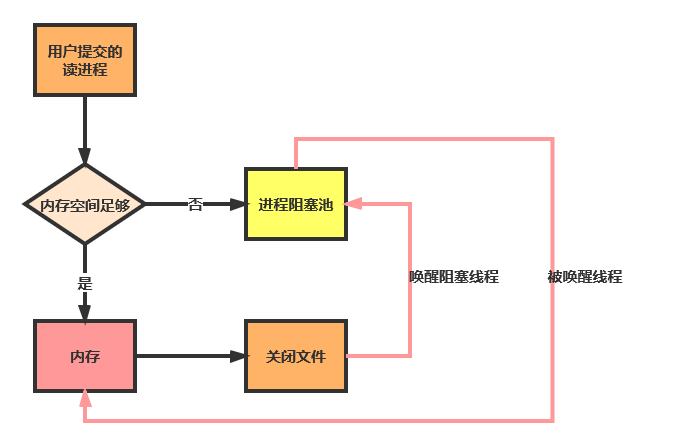 用户提交的
读进程
内存空间足够
否
进程阻塞池
唤醒阻塞线程
被唤醒线程
是
内存
关闭文件